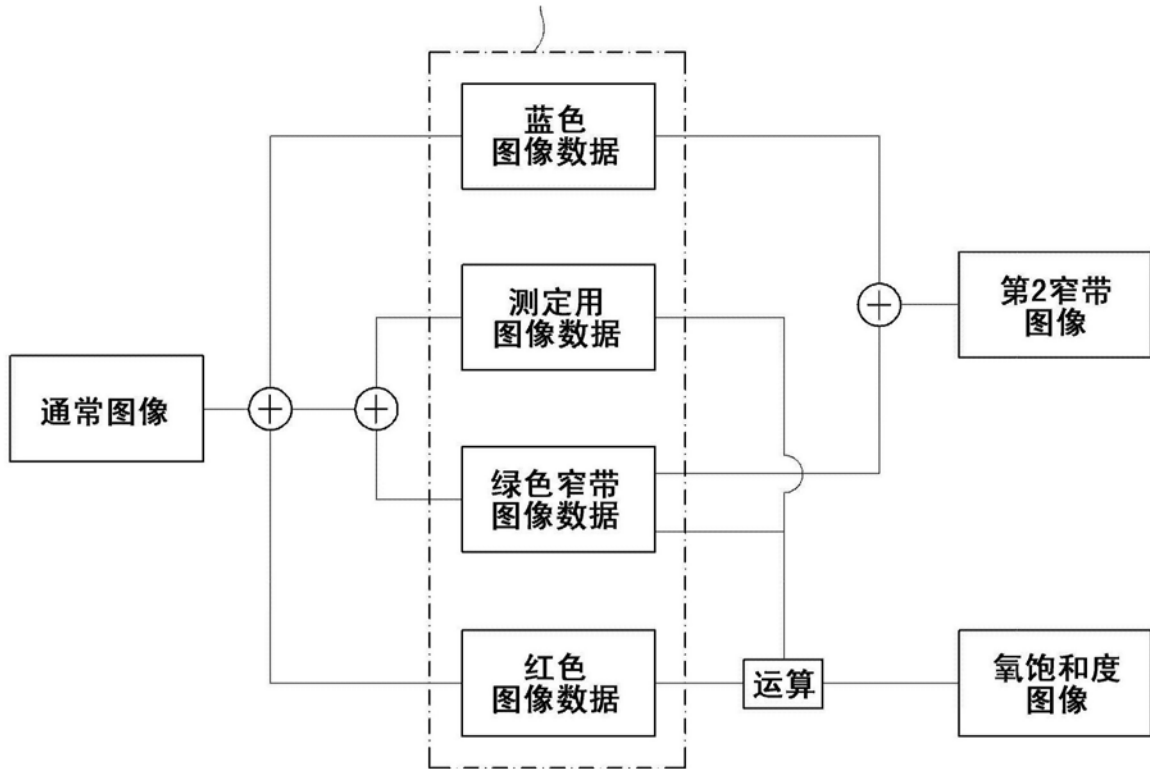 蓝色
图像数据
测定用
图像数据
第2窄带
图像
通常图像
绿色窄带
图像数据
红色
图像数据
运算
氧饱和度
图像